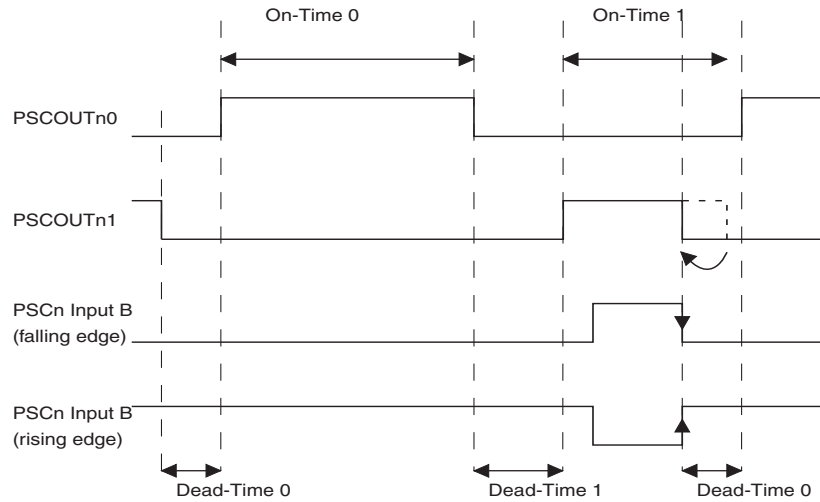 On-Time 0
On-Time 1
PSCOUTn0
PSCOUTn1
PSCn Input B
(falling edge)
PSCn Input B
(rising edge)
Dead-Time 0
Dead-Time 1
Dead-Time 0